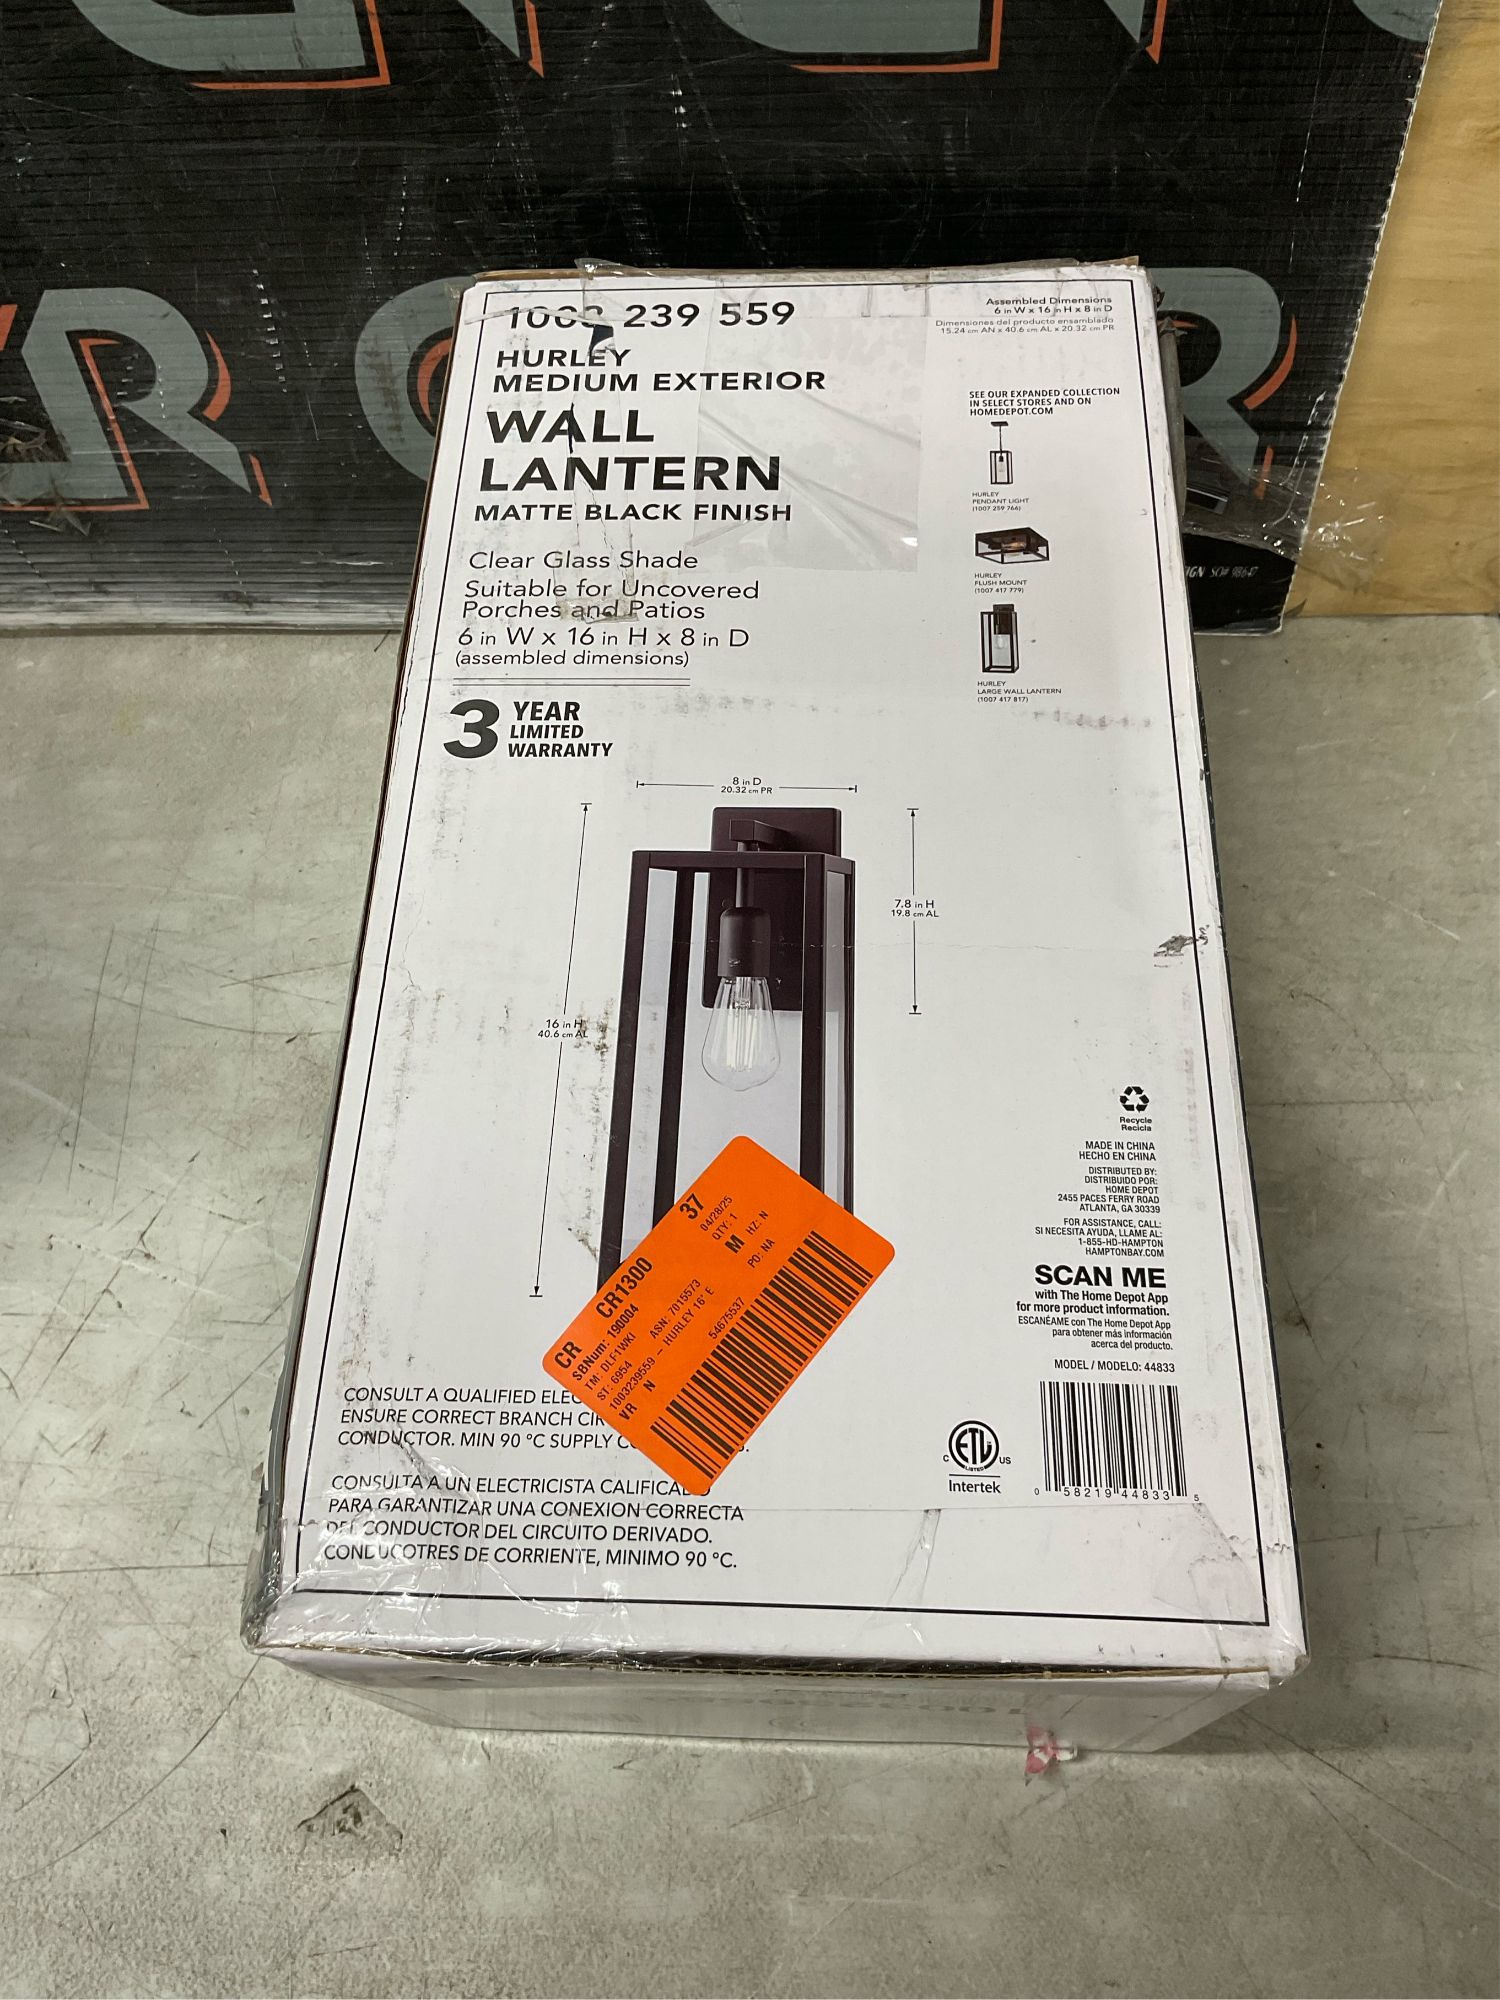 1003 239 559
HURLEY
MEDIUM EXTERIOR
WALL
LANTERN
MATTE BLACK FINISH
Clear Glass Shade
Suitable for Uncovered
Porches and Patios
6 in W x 16 in H x 8 in D
(assembled dimensions)
3 YEAR
LIMITED
WARRANTY
Assembled Dimensions
6 in W x 16 in H x 8 in D
Dimensiones del producto ensamblado
15.24 cm AN x 40.6 cm AL x 20.32 cm PR
SEE OUR EXPANDED COLLECTION
IN SELECT STORES AND ON
HOMEDEPOT.COM
HURLEY
PENDANT LIGHT
(1007 259 766)
HURLEY
FLUSH MOUNT
(1007 417 779)
HURLEY
LARGE WALL LANTERN
(1007 417 817)
8 in D
20.32 cm PR
7.8 in H
19.8 cm AL
16 in H
40.6 cm AL
Recycle
Recicla
MADE IN CHINA
HECHO EN CHINA
DISTRIBUTED BY:
DISTRIBUIDO POR:
HOME DEPOT
2455 PACES FERRY ROAD
ATLANTA, GA 30339
FOR ASSISTANCE, CALL:
SI NECESITA AYUDA, LLAME AL:
1-855-HD-HAMPTON
HAMPTONBAY.COM
SCAN ME
with The Home Depot App
for more product information.
ESCANÉAME con The Home Depot App
para obtener más información
acerca del producto.
MODEL / MODELO: 44833
C ETL US
LISTED
Intertek
0 58219 44833 5
CR CR1300 37
SBNum: 190004 04/28/25
TM: DLF1WKI QTY: 1
ST: 6954 ASN: 7015573 M HZ: N
1003239559 – HURLEY 16" E PO: NA
VR N 54675537
CONSULT A QUALIFIED ELEC
ENSURE CORRECT BRANCH CIR
CONDUCTOR. MIN 90 °C SUPPLY CO S.
CONSULTA A UN ELECTRICISTA CALIFICADO
PARA GARANTIZAR UNA CONEXION CORRECTA
DEL CONDUCTOR DEL CIRCUITO DERIVADO.
CONDUCOTRES DE CORRIENTE, MINIMO 90 °C.
IGN SO# 98647